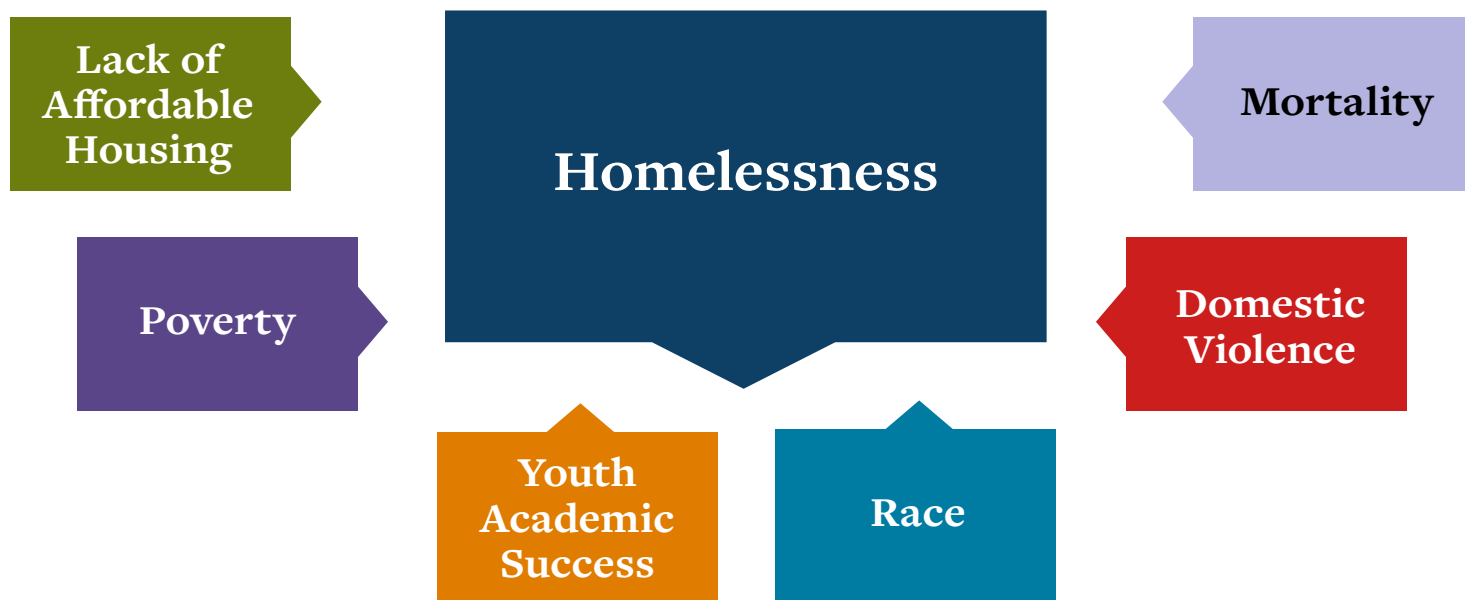 Lack of
Affordable
Housing
Homelessness
Mortality
Poverty
Domestic
Violence
Youth
Academic
Success
Race